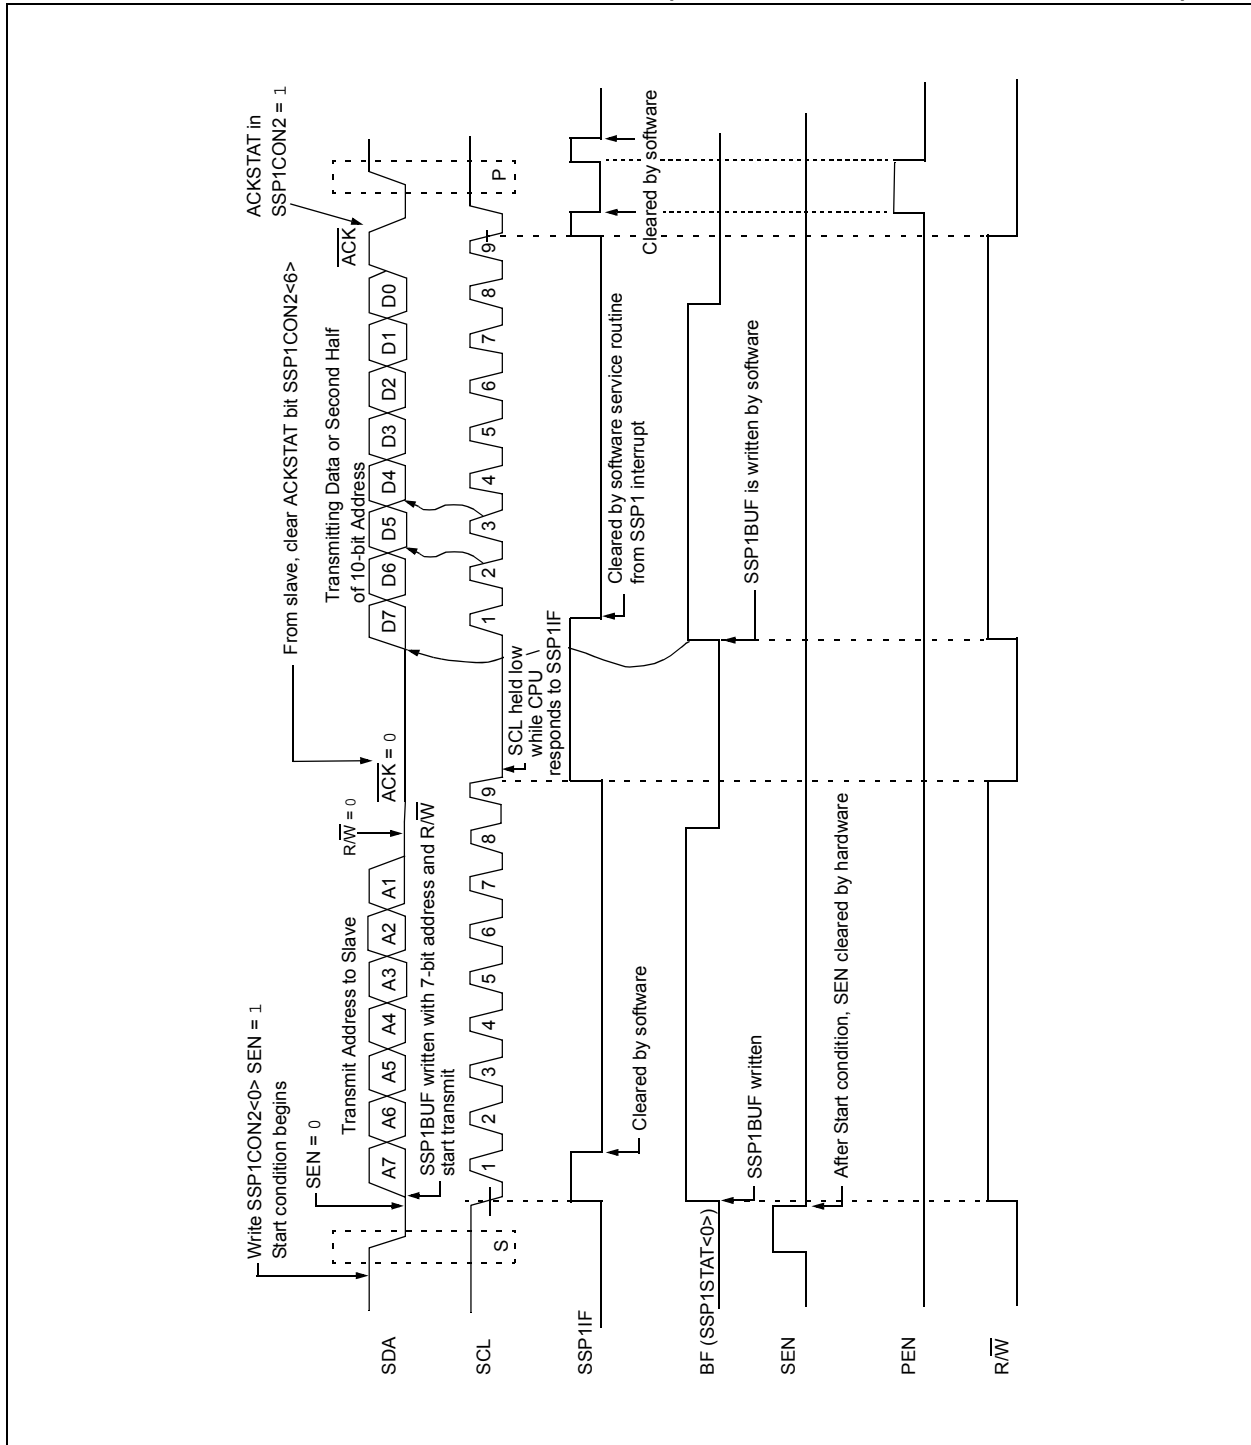 Write SSP1CON2<0> SEN = 1
Start condition begins
SEN = 0
Transmit Address to Slave
R/W = 0
From slave, clear ACKSTAT bit SSP1CON2<6>
ACK = 0
Transmitting Data or Second Half
of 10-bit Address
ACK
ACKSTAT in
SSP1CON2 = 1
SDA
A7 A6 A5 A4 A3 A2 A1
D7 D6 D5 D4 D3 D2 D1 D0
SSP1BUF written with 7-bit address and R/W
start transmit
SCL
S
1 2 3 4 5 6 7 8 9
1 2 3 4 5 6 7 8 9
P
SCL held low
while CPU
responds to SSP1IF
SSP1IF
Cleared by software
Cleared by software service routine
from SSP1 interrupt
Cleared by software
Cleared by software
BF (SSP1STAT<0>)
SSP1BUF written
SSP1BUF is written by software
SEN
After Start condition, SEN cleared by hardware
PEN
R/W